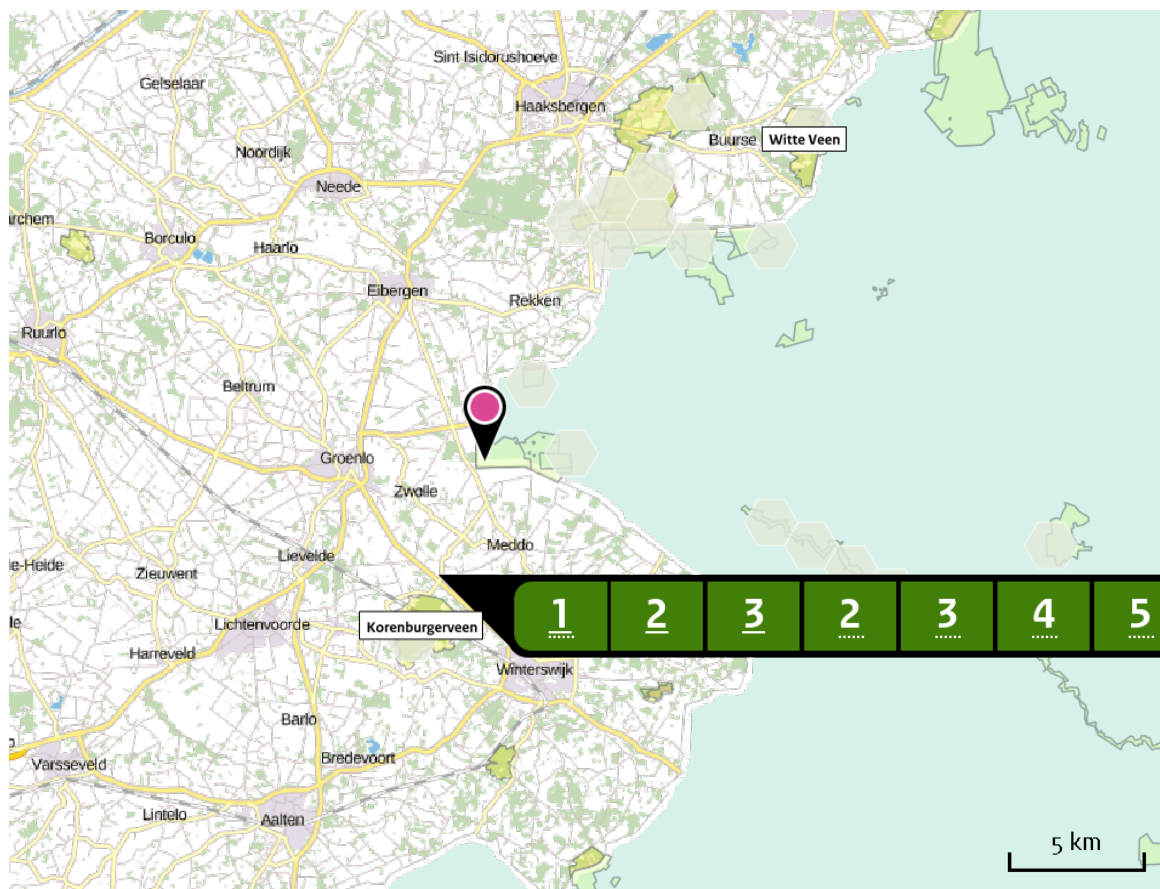 Sint Isidorushoeve
Gelselaar
Haaksbergen
Buurse
Witte Veen
Noordijk
Neede
archem
Borculo
Haarlo
Eibergen
Rekken
Ruurlo
Beltrum
Groenlo
Zwolle
Meddo
Lievelde
e-Heide
Zieuwent
1 2 3 2 3 4 5
le
Lichtenvoorde
Korenburgerveen
Harreveld
Winterswijk
Barlo
Bredevoort
Varsseveld
Lintelo
Aalten
5 km